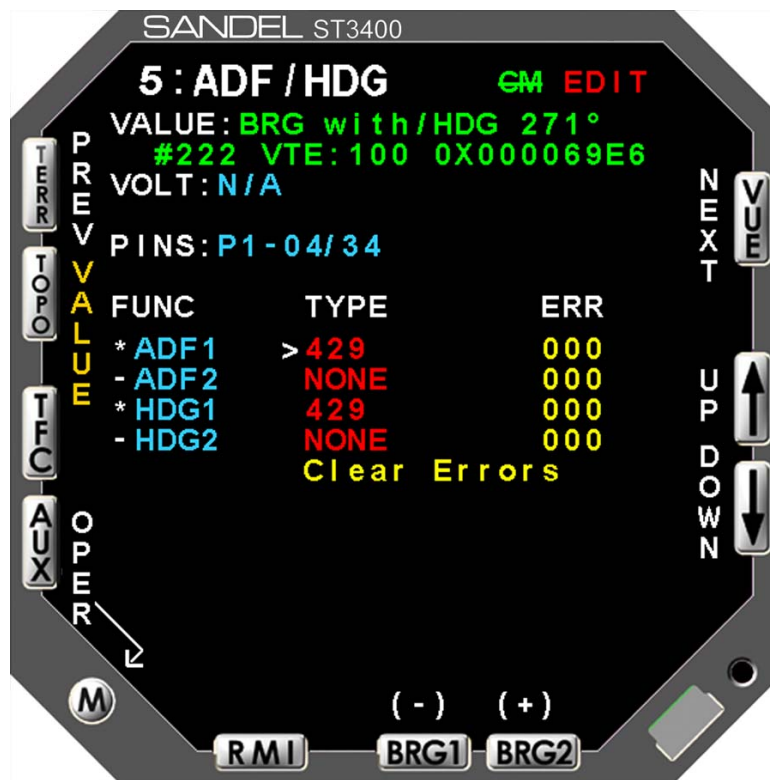 SANDEL ST3400
5:ADF/HDG GM EDIT
VALUE:BRG with/HDG 271°
#222 VTE:100 0X000069E6
VOLT:N/A
PINS:P1-04/34
FUNC TYPE ERR
*ADF1 >429 000
-ADF2 NONE 000
*HDG1 429 000
-HDG2 NONE 000
Clear Errors
TERR
TOPO
TFC
AUX
PREV
VALUE
OPER
NEXT
VUE
UP
DOWN
M
(-) (+)
RMI BRG1 BRG2